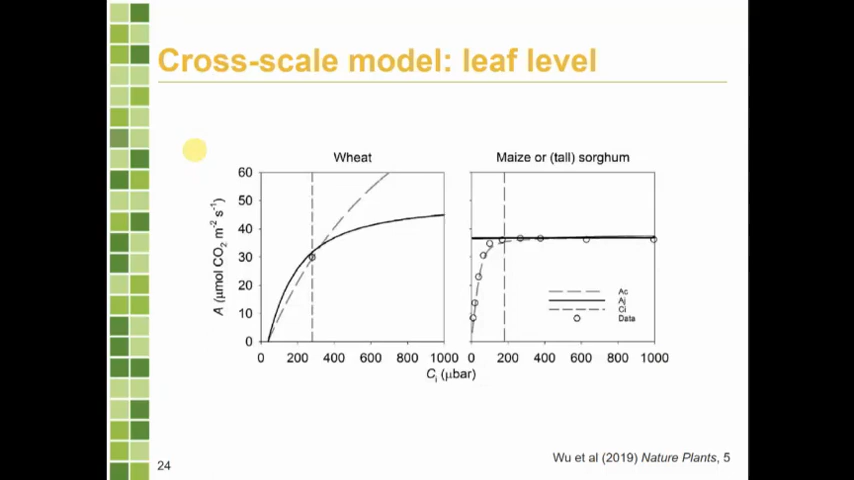 Cross-scale model: leaf level
Wheat
Maize or (tall) sorghum
60
50
40
30
20
10
0
A (μmol CO2 m-2 s-1)
0 200 400 600 800 1000
0 200 400 600 800 1000
Ci (μbar)
Ac
Aj
Ci
Data
24
Wu et al (2019) Nature Plants, 5